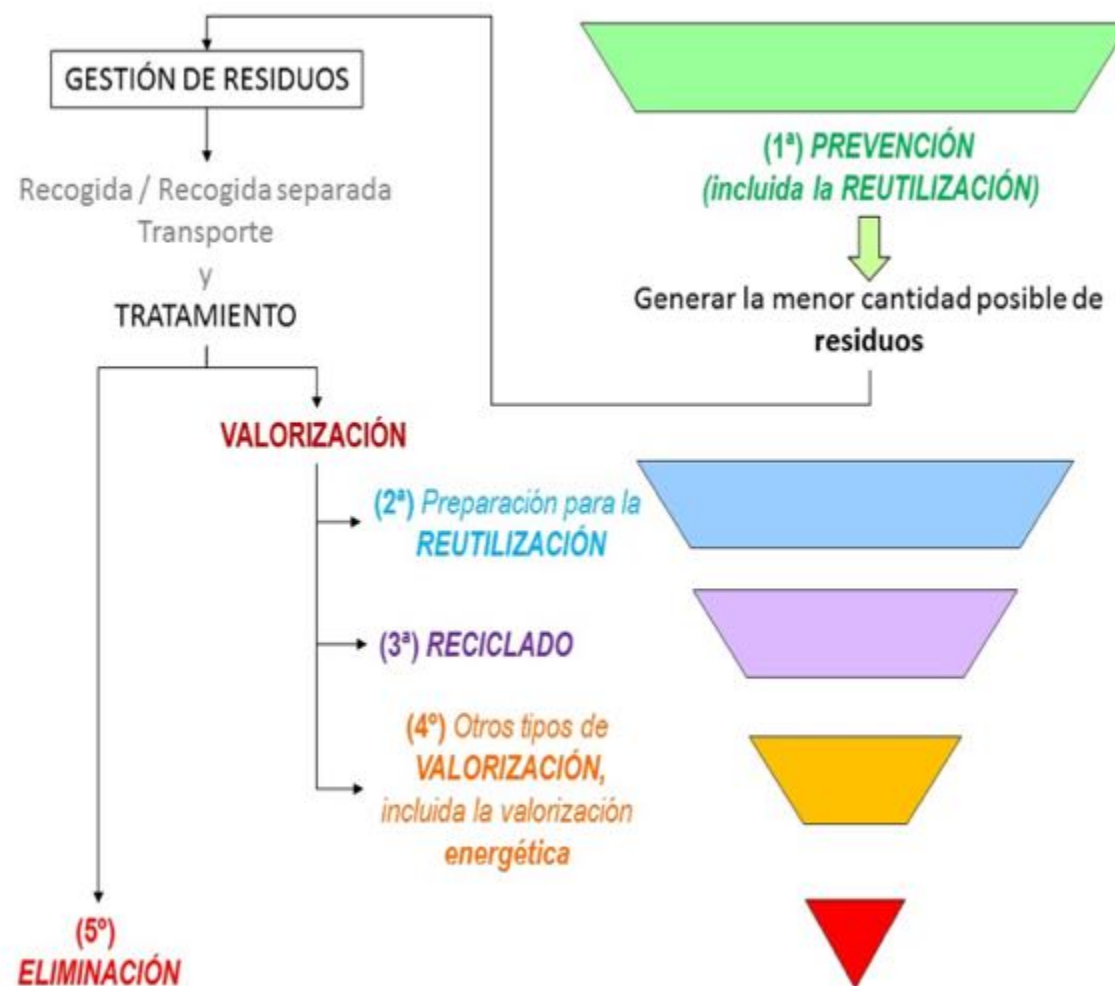 GESTIÓN DE RESIDUOS
Recogida / Recogida separada
Transporte
y
TRATAMIENTO
(1ª) PREVENCIÓN
(incluida la REUTILIZACIÓN)
Generar la menor cantidad posible de
residuos
VALORIZACIÓN
(2ª) Preparación para la
REUTILIZACIÓN
(3ª) RECICLADO
(4º) Otros tipos de
VALORIZACIÓN,
incluida la valorización
energética
(5º)
ELIMINACIÓN